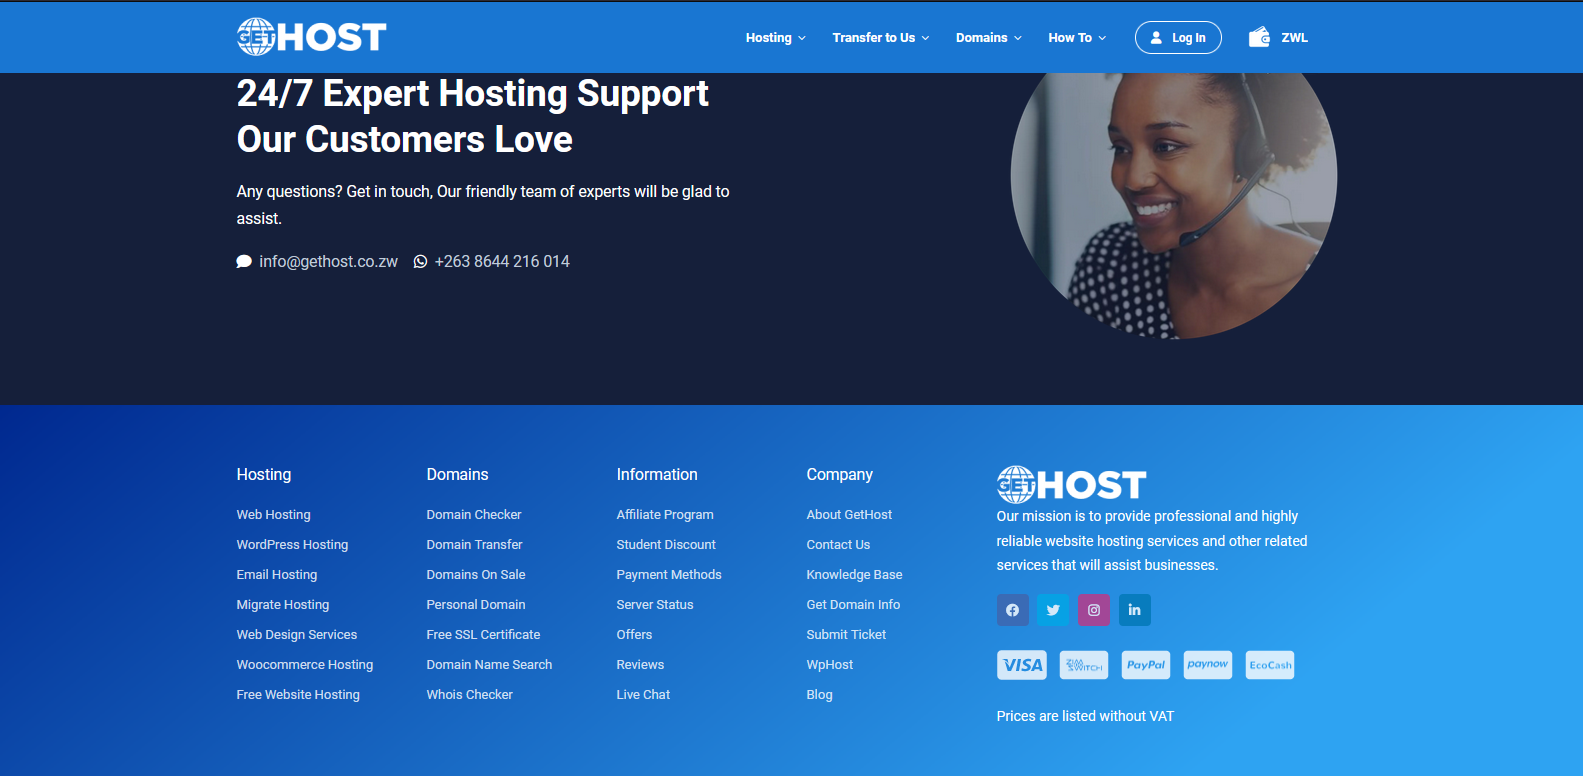 GETHOST
Hosting
Transfer to Us
Domains
How To
Log In
ZWL
24/7 Expert Hosting Support
Our Customers Love
Any questions? Get in touch, Our friendly team of experts will be glad to
assist.
info@gethost.co.zw +263 8644 216 014
Hosting
Web Hosting
WordPress Hosting
Email Hosting
Migrate Hosting
Web Design Services
Woocommerce Hosting
Free Website Hosting
Domains
Domain Checker
Domain Transfer
Domains On Sale
Personal Domain
Free SSL Certificate
Domain Name Search
Whois Checker
Information
Affiliate Program
Student Discount
Payment Methods
Server Status
Offers
Reviews
Live Chat
Company
About GetHost
Contact Us
Knowledge Base
Get Domain Info
Submit Ticket
WpHost
Blog
GETHOST
Our mission is to provide professional and highly
reliable website hosting services and other related
services that will assist businesses.
VISA
ZIMSWITCH
PayPal
paynow
EcoCash
Prices are listed without VAT